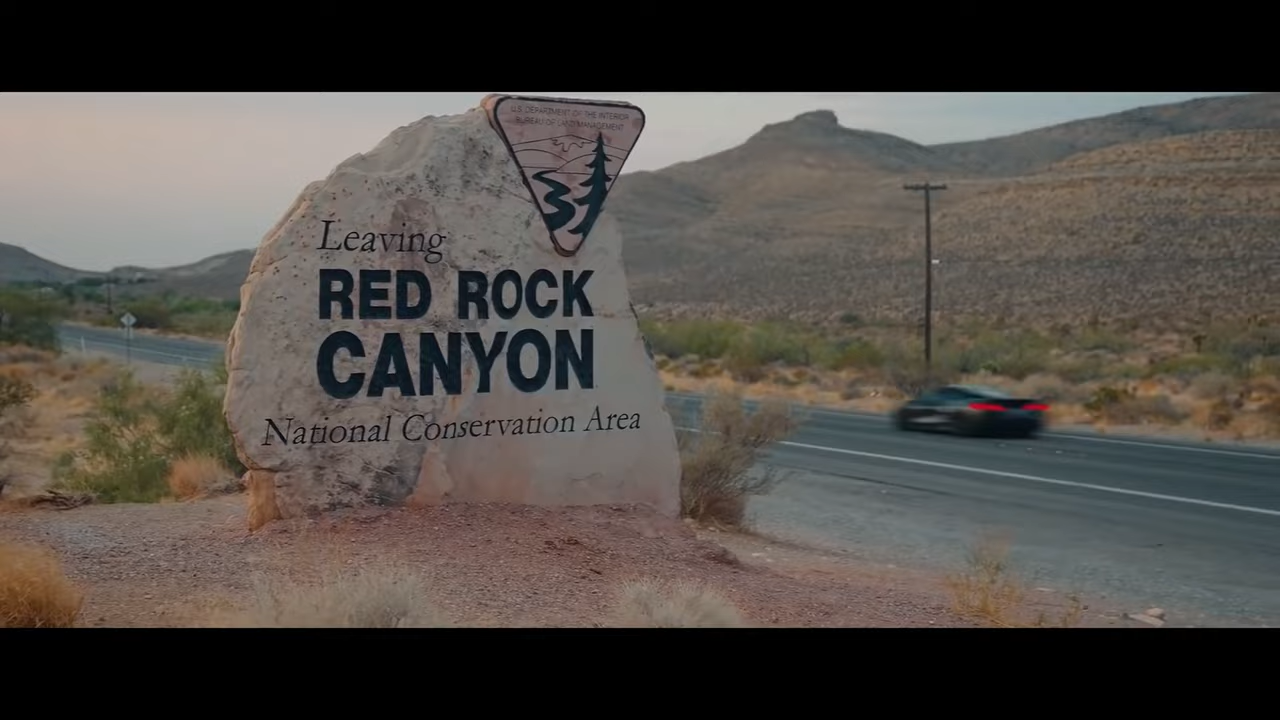 U.S. DEPARTMENT OF THE INTERIOR
BUREAU OF LAND MANAGEMENT
Leaving
RED ROCK
CANYON
National Conservation Area